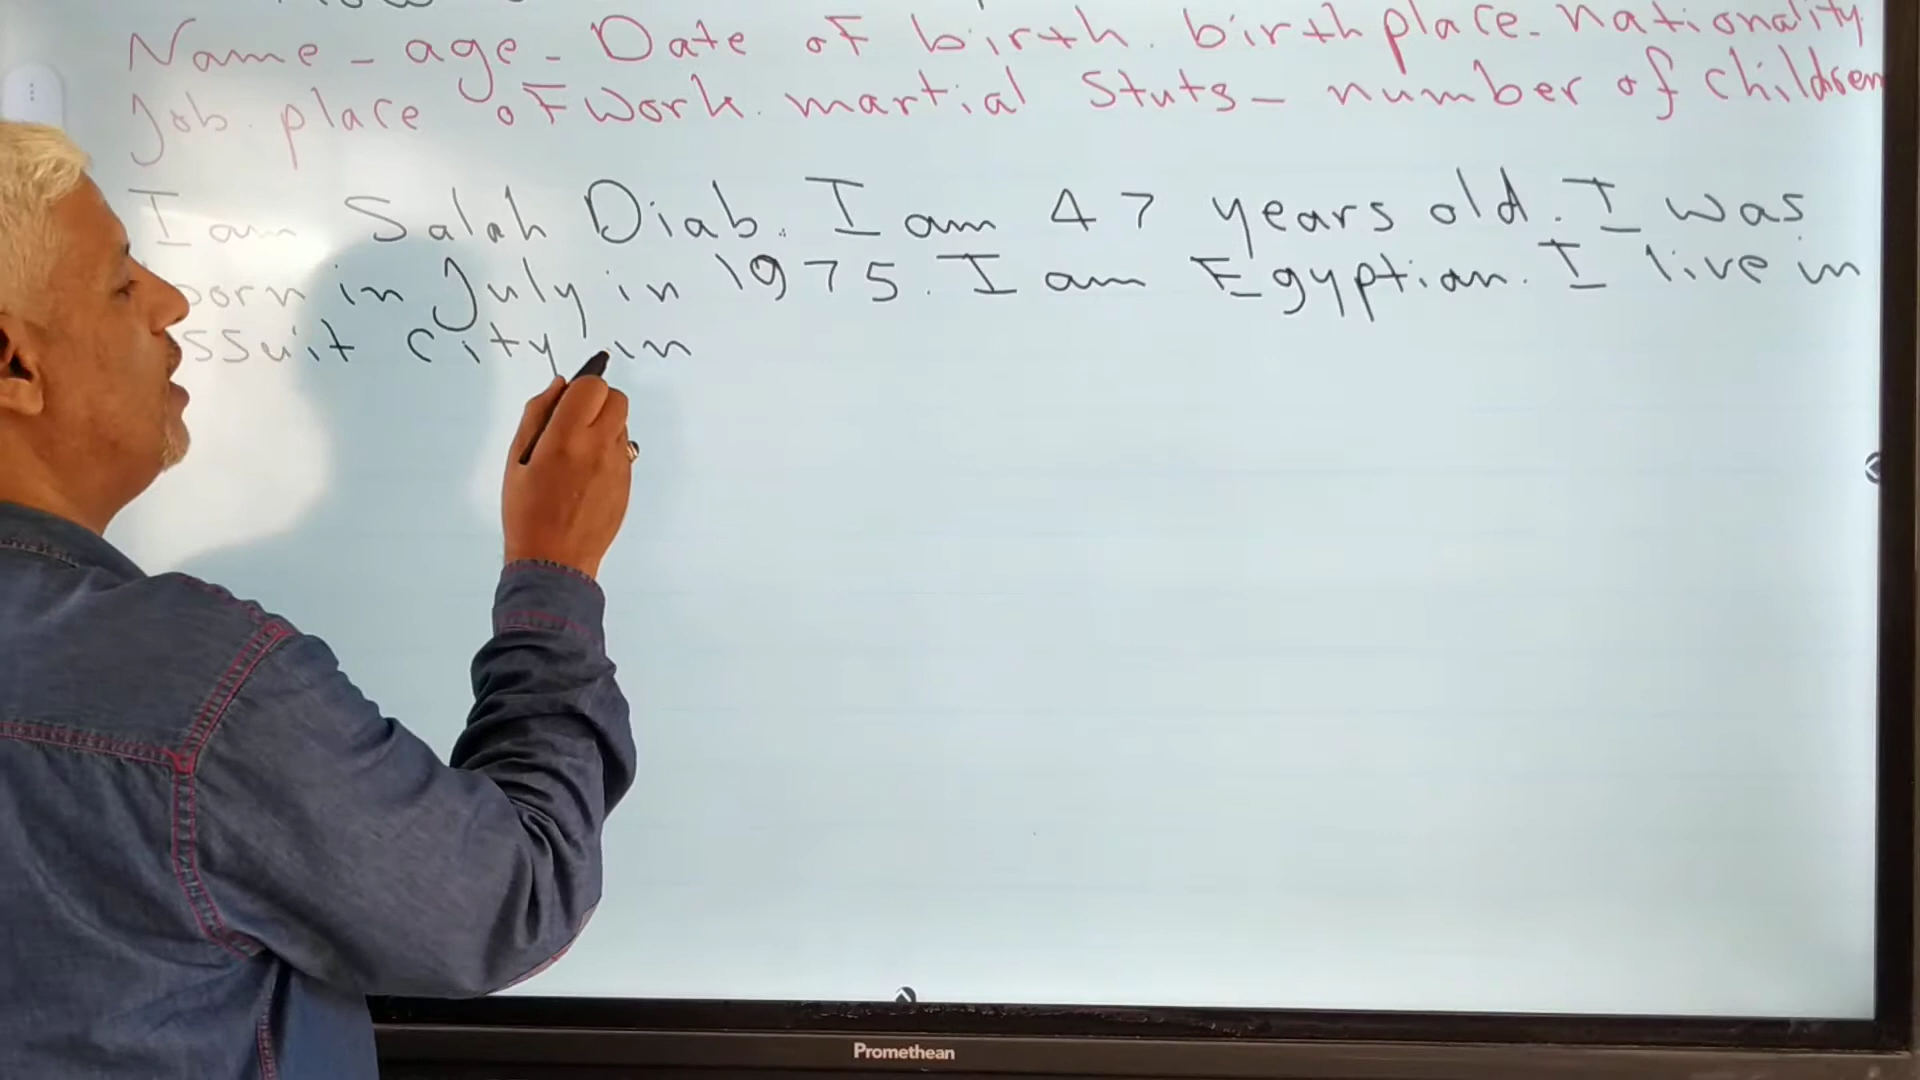 Name - age - Date of birth. birth place - nationality
Job. place of work. martial Stuts - number of children
I am Salah Diab. I am 47 years old. I was
born in July in 1975. I am Egyptian. I live in
ssuit city in
Promethean